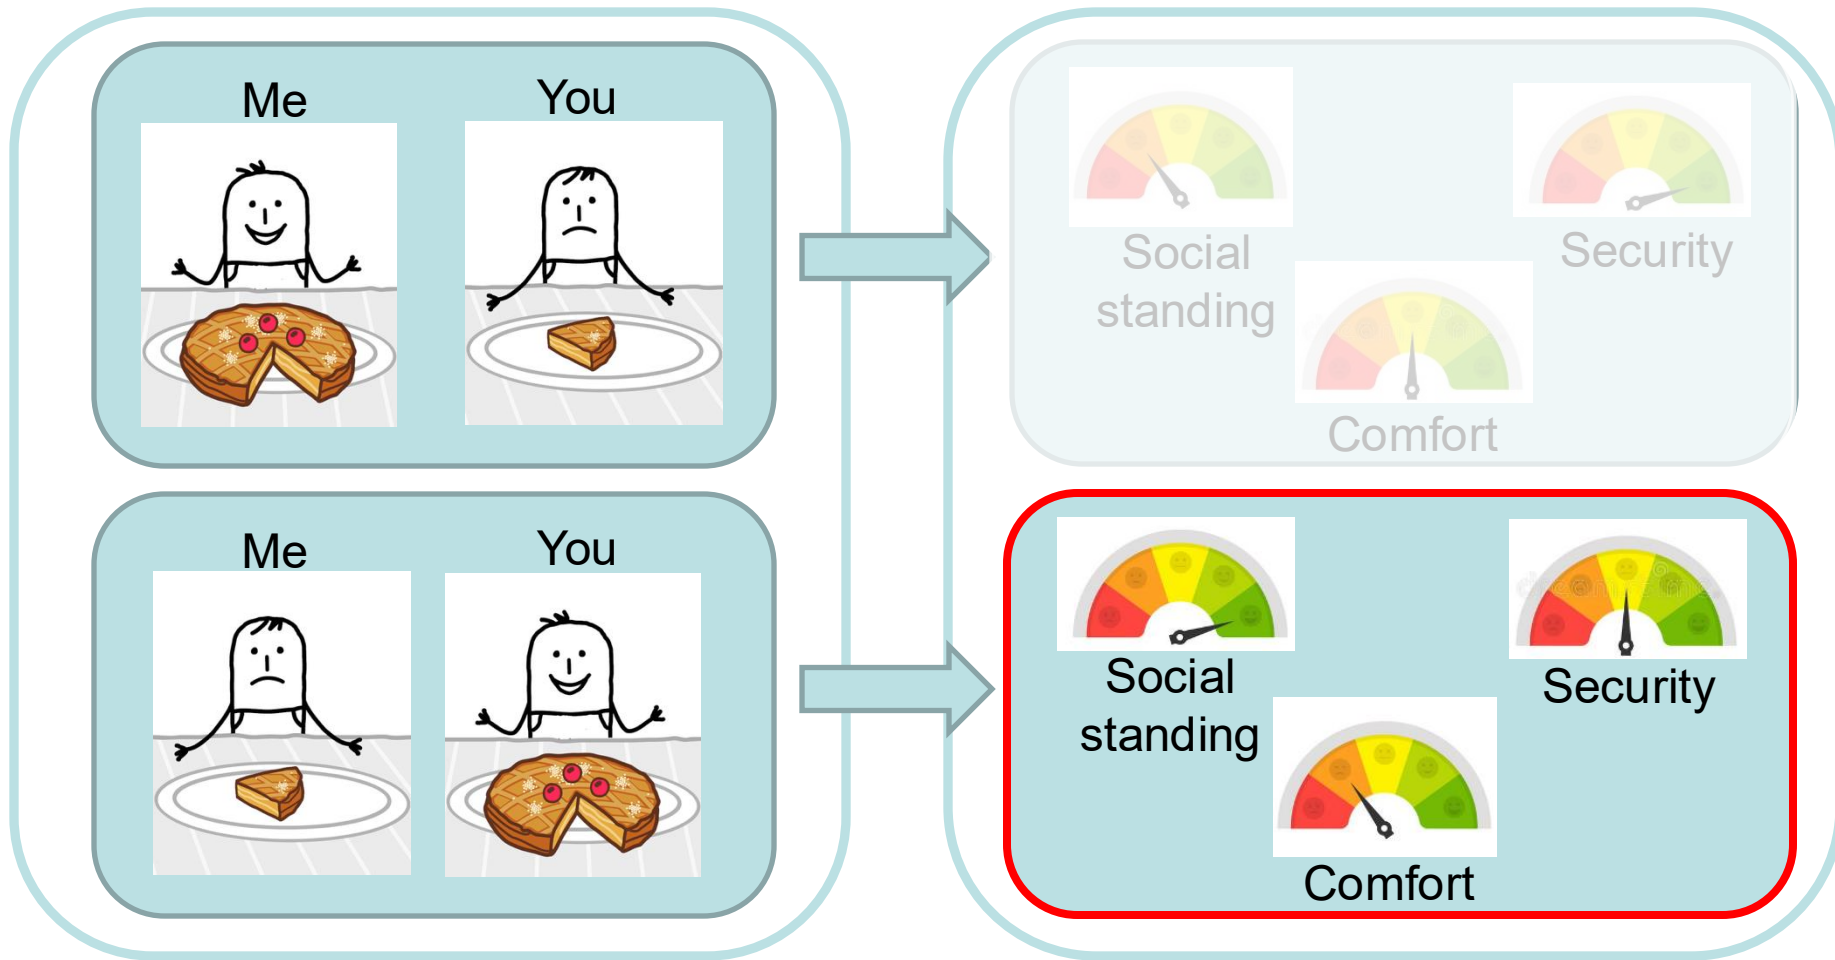 Me
You
Social
standing
Security
Comfort
Me
You
Social
standing
Security
Comfort